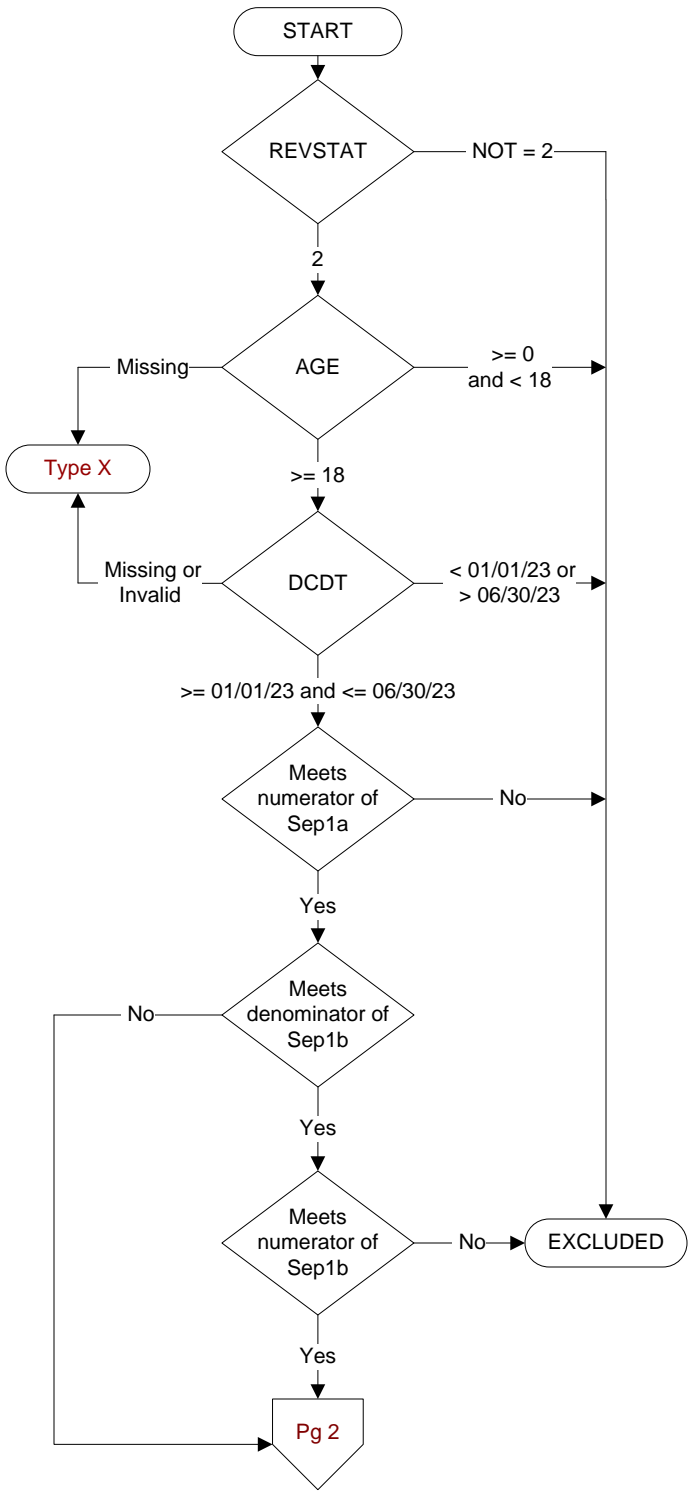 START
REVSTAT
NOT = 2
2
Missing
AGE
>= 0
and < 18
Type X
>= 18
Missing or
Invalid
DCDT
< 01/01/23 or
> 06/30/23
>= 01/01/23 and <= 06/30/23
Meets
numerator of
Sep1a
No
Yes
No
Meets
denominator of
Sep1b
Yes
Meets
numerator of
Sep1b
No
EXCLUDED
Yes
Pg 2